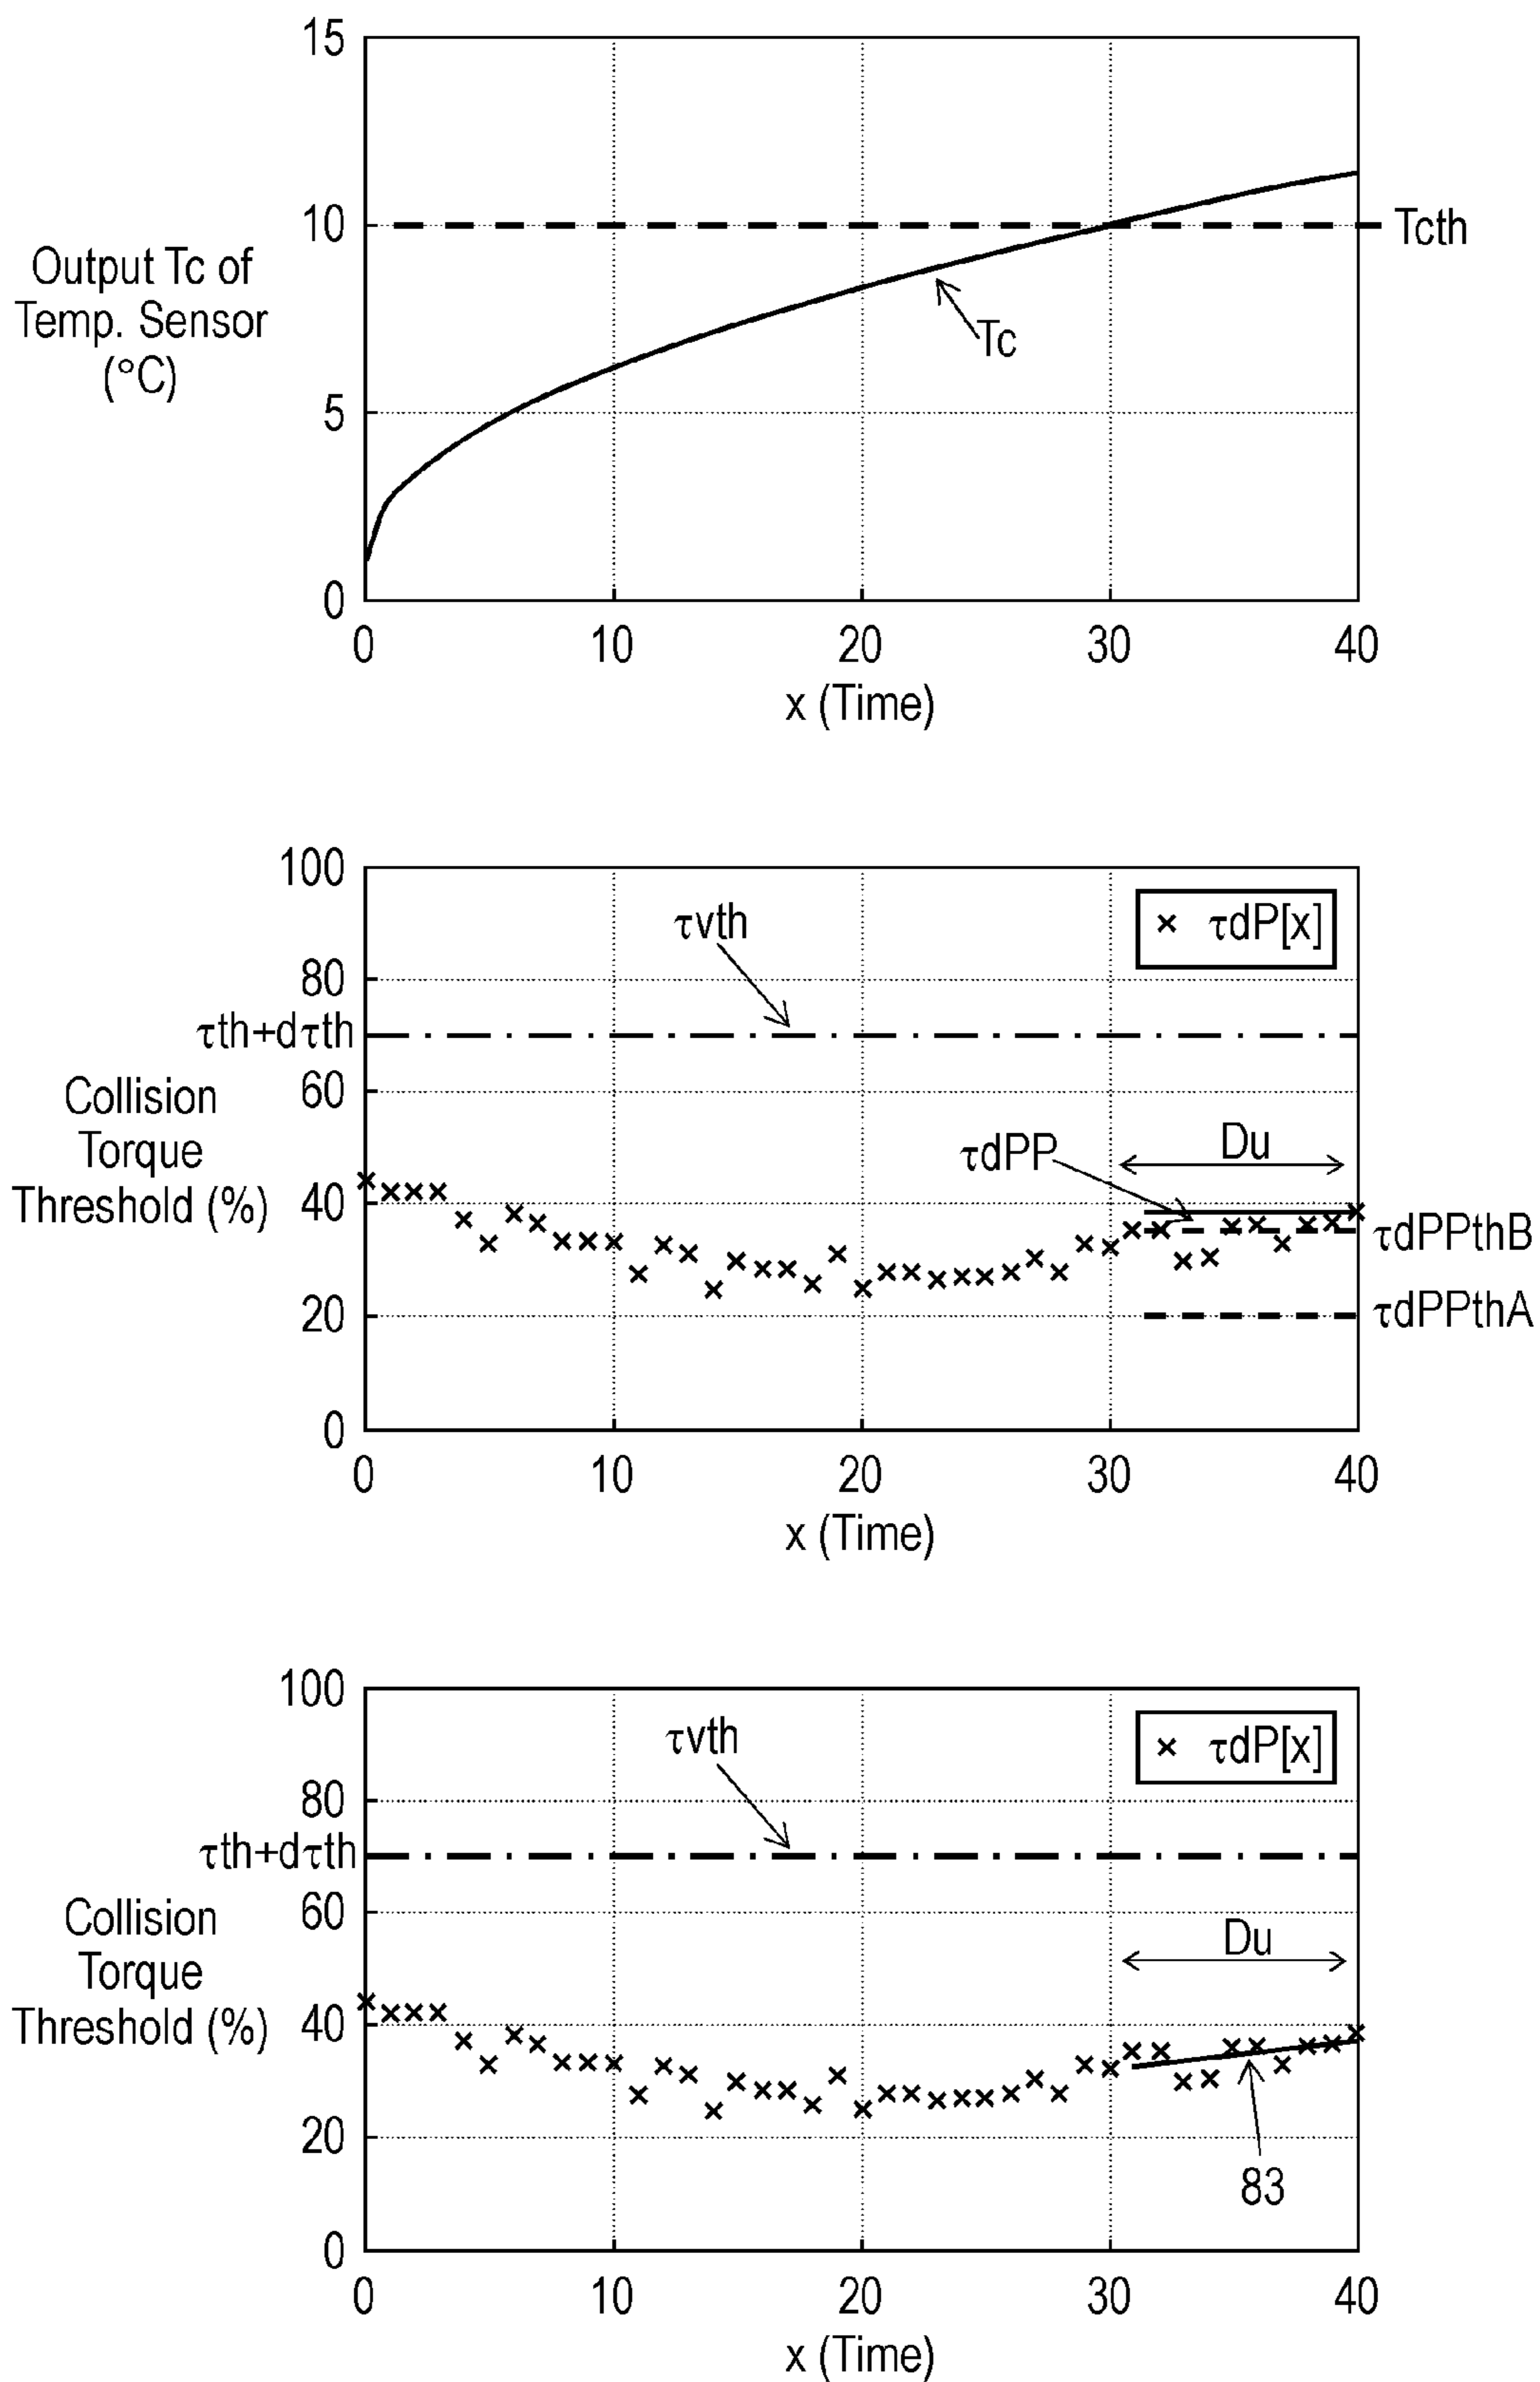 15
10
5
0
Output Tc of
Temp. Sensor
(°C)
Tcth
Tc
0 10 20 30 40
x (Time)
100
80
60
40
20
0
τvth
× τdP[x]
τth+dτth
Collision
Torque
Threshold (%)
τdPP
Du
τdPPthB
τdPPthA
0 10 20 30 40
x (Time)
100
80
60
40
20
0
τvth
× τdP[x]
τth+dτth
Collision
Torque
Threshold (%)
Du
83
0 10 20 30 40
x (Time)